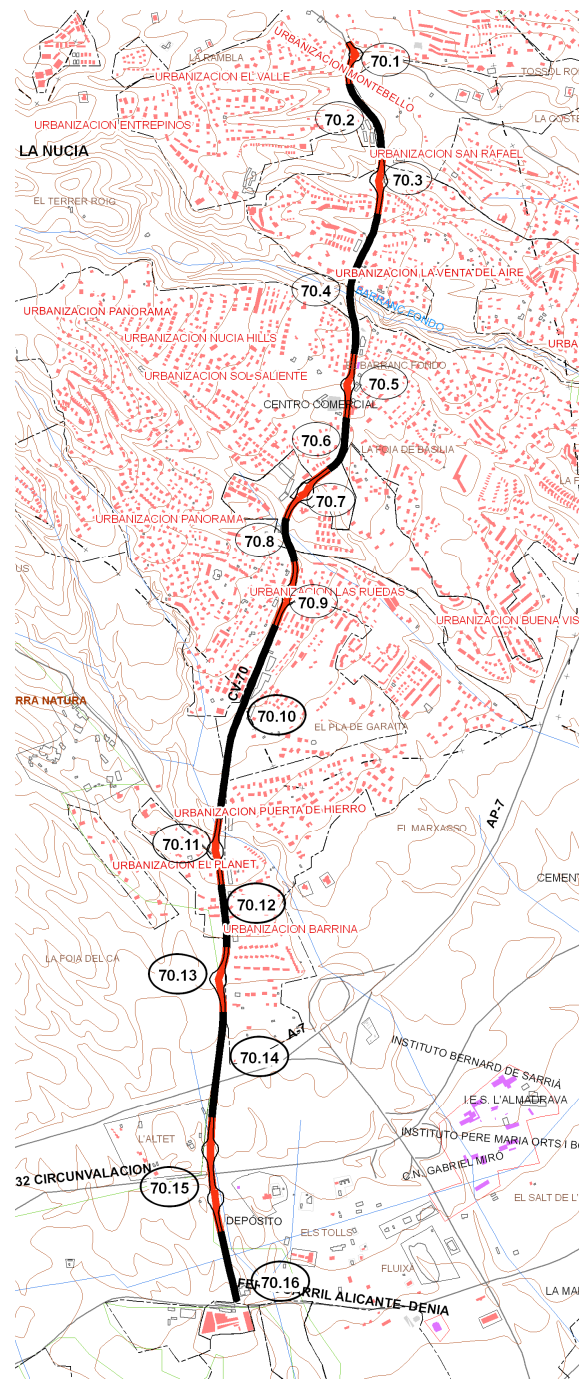 70.1
LA RAMBLA
URBANIZACION MONTEBELLO
URBANIZACION EL VALLE
TOSSOL RO
70.2
LA COSTE
URBANIZACION ENTREPINOS
LA NUCIA
URBANIZACION SAN RAFAEL
70.3
EL TERRER ROIG
URBANIZACION LA VENTA DEL AIRE
70.4
BARRANC FONDO
URBANIZACION PANORAMA
URBANIZACION NUCIA HILLS
URBA
BARRANC FONDO
URBANIZACION SOL SALIENTE
70.5
CENTRO COMERCIAL
70.6
LA FOIA DE BASILIA
LA F
70.7
URBANIZACION PANORAMA
70.8
US
URBANIZACION LAS RUEDAS
70.9
URBANIZACION BUENA VIS
CV-70
RRA NATURA
70.10
EL PLA DE GARAITA
URBANIZACION PUERTA DE HIERRO
AP-7
EL MARXASSO
70.11
URBANIZACION EL PLANET
CEMENT
70.12
URBANIZACION BARRINA
LA FOIA DEL CA
70.13
A-7
70.14
INSTITUTO BERNARD DE SARRIÁ
I.E.S. L'ALMADRAVA
L'ALTET
INSTITUTO PERE MARIA ORTS I BO
32 CIRCUNVALACION
C.N. GABRIEL MIRÓ
70.15
EL SALT DE L'
DEPÓSITO
ELS TOLLS
FLUIXA
70.16
LA MA
ALICANTE- DENIA